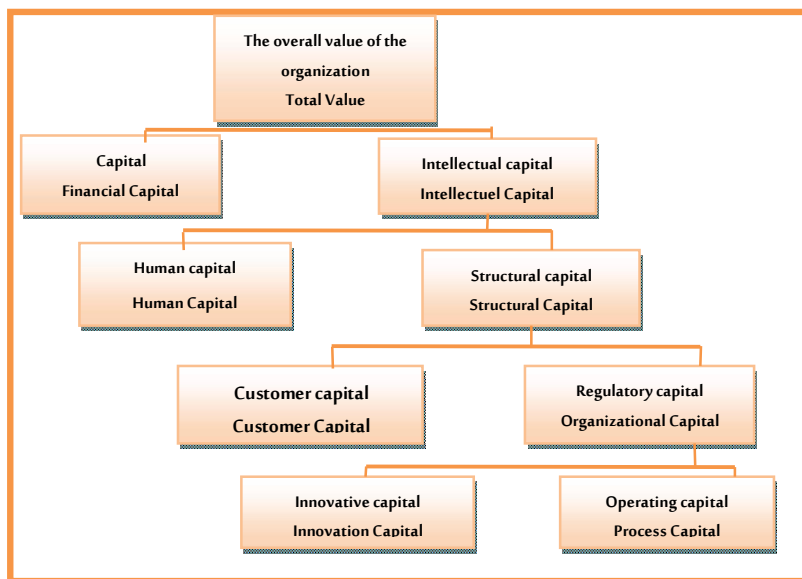 The overall value of the
organization
Total Value
Capital
Financial Capital
Intellectual capital
Intellectuel Capital
Human capital
Human Capital
Structural capital
Structural Capital
Customer capital
Customer Capital
Regulatory capital
Organizational Capital
Innovative capital
Innovation Capital
Operating capital
Process Capital